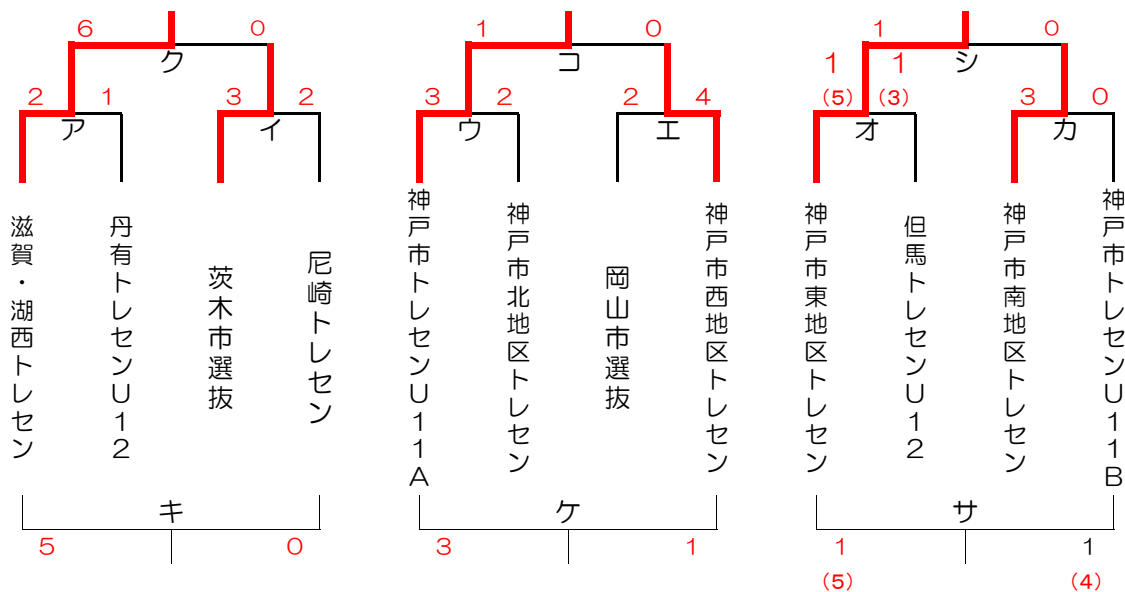 6 0 1 0 1 0
ク コ シ
1 1
2 1 3 2 3 2 2 4 (5) (3) 3 0
ア イ ウ エ オ カ
滋賀・湖西トレセン
丹有トレセンU12
茨木市選抜
尼崎トレセン
神戸市トレセンU11A
神戸市北地区トレセン
岡山市選抜
神戸市西地区トレセン
神戸市東地区トレセン
但馬トレセンU12
神戸市南地区トレセン
神戸市トレセンU11B
キ ケ サ
5 0 3 1 1 1
(5) (4)